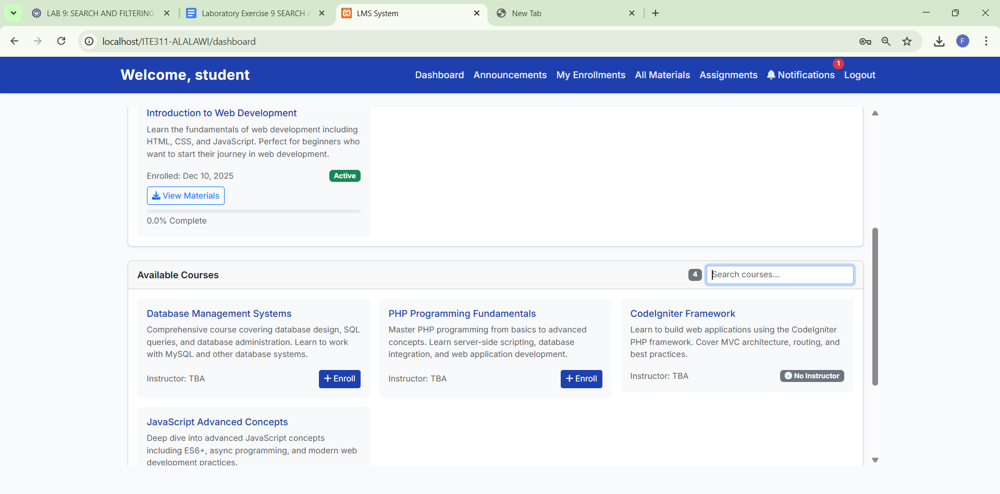 LAB 9: SEARCH AND FILTERING
Laboratory Exercise 9 SEARCH A
LMS System
New Tab
localhost/ITE311-ALALAWI/dashboard
F
Welcome, student
Dashboard
Announcements
My Enrollments
All Materials
Assignments
Notifications
1
Logout
Introduction to Web Development
Learn the fundamentals of web development including
HTML, CSS, and JavaScript. Perfect for beginners who
want to start their journey in web development.
Enrolled: Dec 10, 2025
Active
View Materials
0.0% Complete
Available Courses
4
Search courses...
Database Management Systems
Comprehensive course covering database design, SQL
queries, and database administration. Learn to work
with MySQL and other database systems.
Instructor: TBA
+ Enroll
PHP Programming Fundamentals
Master PHP programming from basics to advanced
concepts. Learn server-side scripting, database
integration, and web application development.
Instructor: TBA
+ Enroll
CodeIgniter Framework
Learn to build web applications using the CodeIgniter
PHP framework. Cover MVC architecture, routing, and
best practices.
Instructor: TBA
No Instructor
JavaScript Advanced Concepts
Deep dive into advanced JavaScript concepts
including ES6+, async programming, and modern web
development practices.